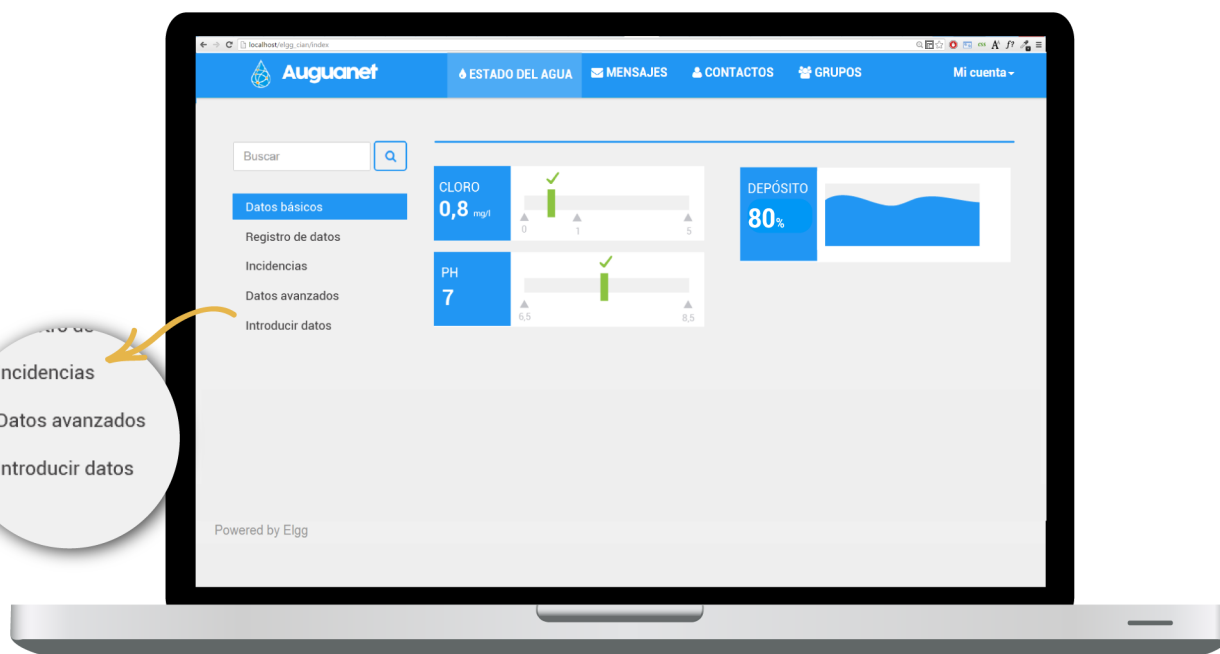 localhost/elgg_clan/index
Auguanet
ESTADO DEL AGUA
MENSAJES
CONTACTOS
GRUPOS
Mi cuenta
Buscar
Datos básicos
Registro de datos
Incidencias
Datos avanzados
Introducir datos
CLORO
0,8 mg/l
0
1
5
PH
7
6,5
8,5
DEPÓSITO
80%
ncidencias
Datos avanzados
ntroducir datos
Powered by Elgg